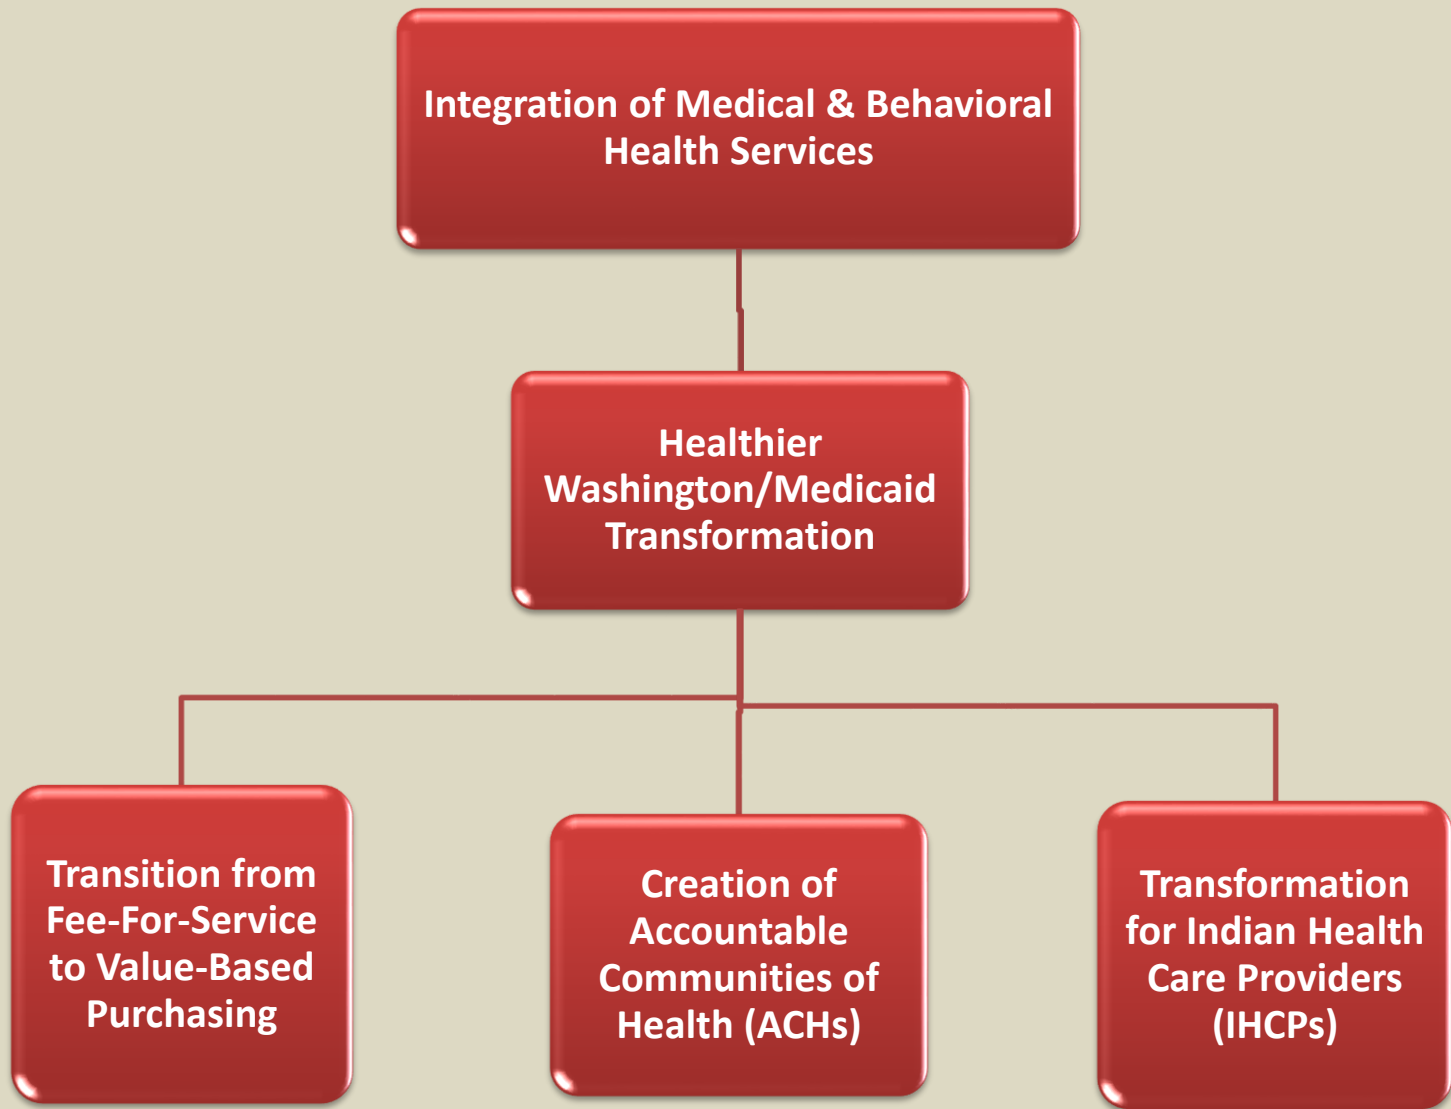 Integration of Medical & Behavioral
Health Services
Healthier
Washington/Medicaid
Transformation
Transition from
Fee-For-Service
to Value-Based
Purchasing
Creation of
Accountable
Communities of
Health (ACHs)
Transformation
for Indian Health
Care Providers
(IHCPs)